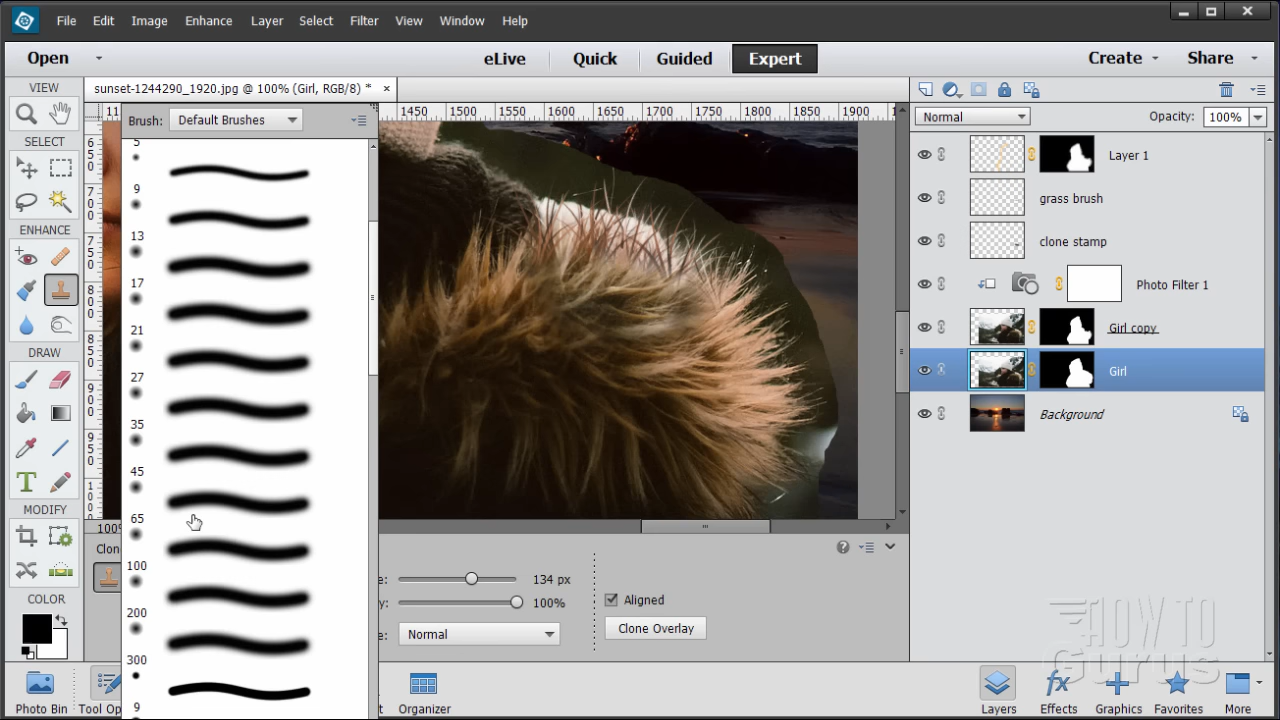 File Edit Image Enhance Layer Select Filter View Window Help
Open eLive Quick Guided Expert Create Share
VIEW
sunset-1244290_1920.jpg @ 100% (Girl, RGB/8) *
Brush: Default Brushes
1450 1500 1550 1600 1650 1700 1750 1800 1850 1900
Normal Opacity: 100%
SELECT
ENHANCE
DRAW
MODIFY
COLOR
5
9
13
17
21
27
35
45
65
100
200
300
9
Layer 1
grass brush
clone stamp
Photo Filter 1
Girl copy
Girl
Background
134 px
100%
Normal
Aligned
Clone Overlay
HOW TO
Gurus
Photo Bin Organizer Layers Effects Graphics Favorites More